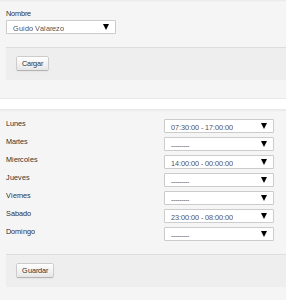 Nombre
Guido Valarezo
Cargar
Lunes 07:30:00 - 17:00:00
Martes ---------
Miercoles 14:00:00 - 00:00:00
Jueves ---------
Viernes ---------
Sabado 23:00:00 - 08:00:00
Domingo ---------
Guardar